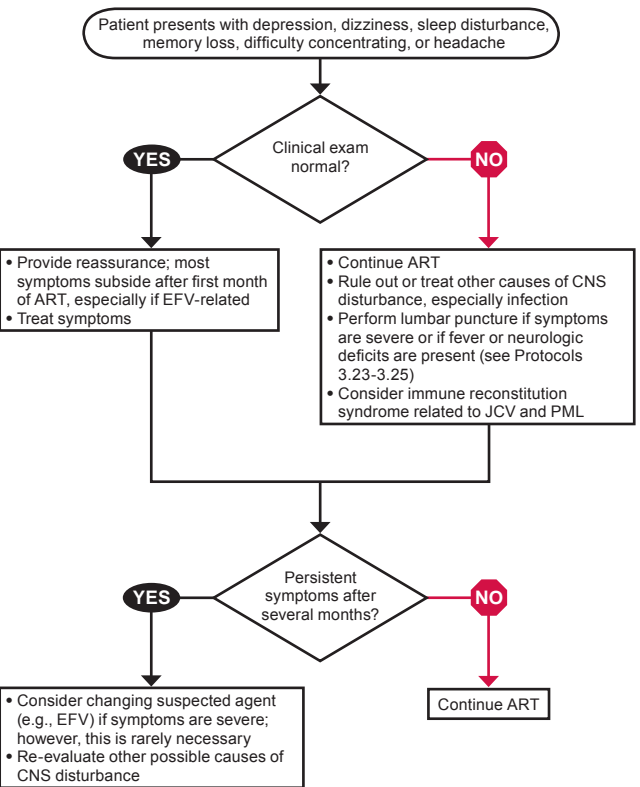 Patient presents with depression, dizziness, sleep disturbance,
memory loss, difficulty concentrating, or headache
Clinical exam
normal?
YES
NO
• Provide reassurance; most
symptoms subside after first month
of ART, especially if EFV-related
• Treat symptoms
• Continue ART
• Rule out or treat other causes of CNS
disturbance, especially infection
• Perform lumbar puncture if symptoms
are severe or if fever or neurologic
deficits are present (see Protocols
3.23-3.25)
• Consider immune reconstitution
syndrome related to JCV and PML
Persistent
symptoms after
several months?
YES
NO
• Consider changing suspected agent
(e.g., EFV) if symptoms are severe;
however, this is rarely necessary
• Re-evaluate other possible causes of
CNS disturbance
Continue ART